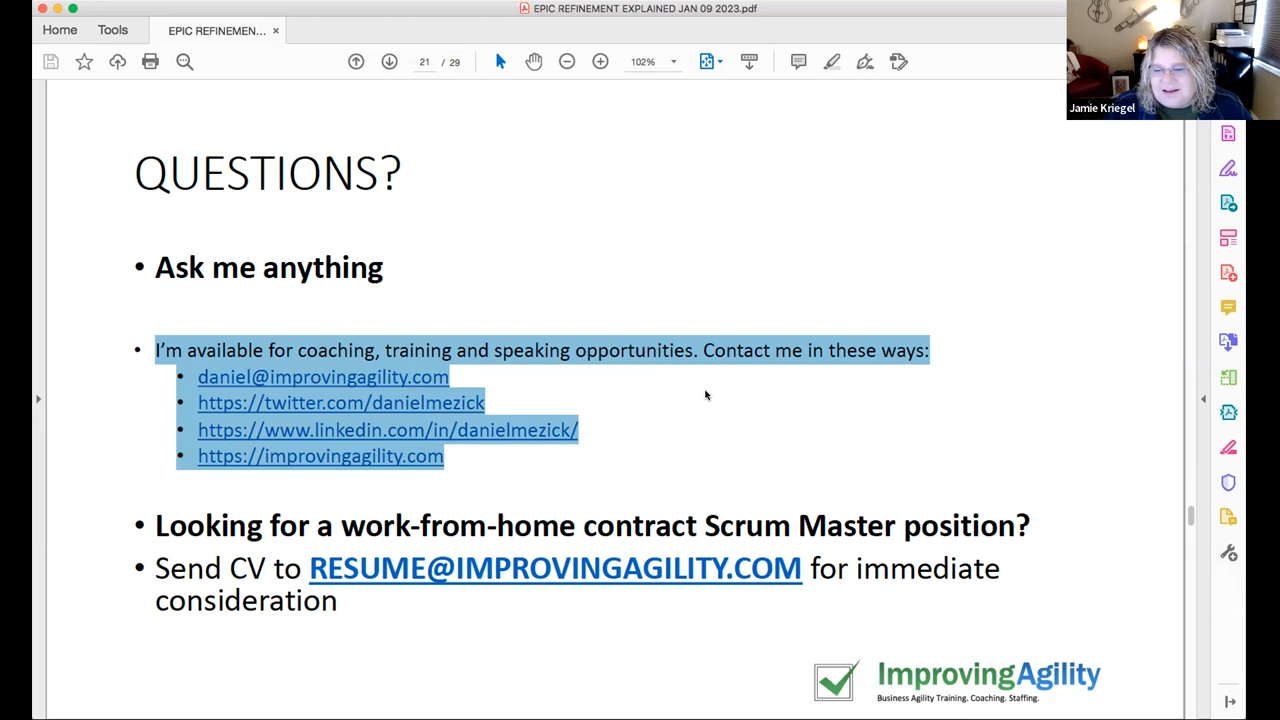 EPIC REFINEMENT EXPLAINED JAN 09 2023.pdf
Home Tools EPIC REFINEMEN... ×
21 / 29 102%
Jamie Kriegel
QUESTIONS?
• Ask me anything
• I’m available for coaching, training and speaking opportunities. Contact me in these ways:
• daniel@improvingagility.com
• https://twitter.com/danielmezick
• https://www.linkedin.com/in/danielmezick/
• https://improvingagility.com
• Looking for a work-from-home contract Scrum Master position?
• Send CV to RESUME@IMPROVINGAGILITY.COM for immediate
consideration
ImprovingAgility
Business Agility Training. Coaching. Staffing.